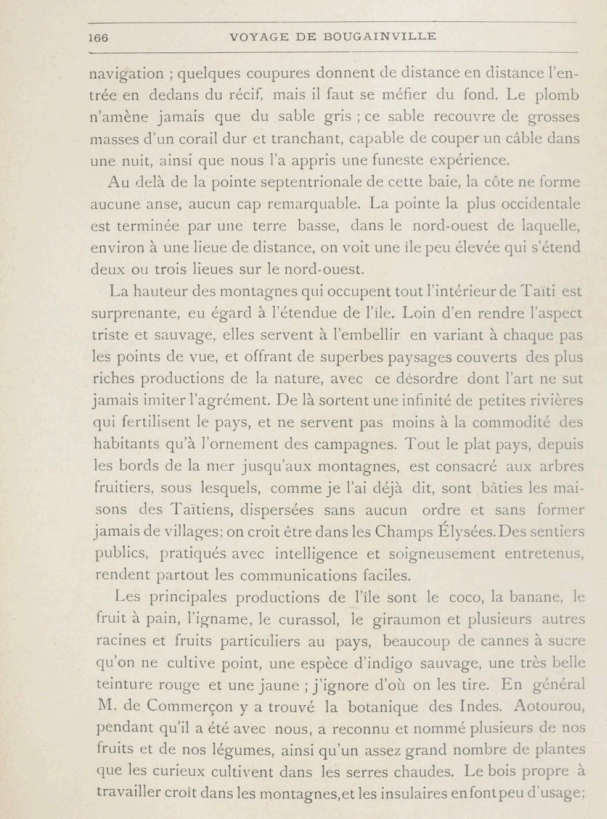 166 VOYAGE DE BOUGAINVILLE
navigation ; quelques coupures donnent de distance en distance l'en-
trée en dedans du récif, mais il faut se méfier du fond. Le plomb
n'amène jamais que du sable gris ; ce sable recouvre de grosses
masses d'un corail dur et tranchant, capable de couper un câble dans
une nuit, ainsi que nous l'a appris une funeste expérience.
Au delà de la pointe septentrionale de cette baie, la côte ne forme
aucune anse, aucun cap remarquable. La pointe la plus occidentale
est terminée par une terre basse, dans le nord-ouest de laquelle,
environ à une lieue de distance, on voit une île peu élevée qui s'étend
deux ou trois lieues sur le nord-ouest.
La hauteur des montagnes qui occupent tout l'intérieur de Taïti est
surprenante, eu égard à l'étendue de l'île. Loin d'en rendre l'aspect
triste et sauvage, elles servent à l'embellir en variant à chaque pas
les points de vue, et offrant de superbes paysages couverts des plus
riches productions de la nature, avec ce désordre dont l'art ne sut
jamais imiter l'agrément. De là sortent une infinité de petites rivières
qui fertilisent le pays, et ne servent pas moins à la commodité des
habitants qu'à l'ornement des campagnes. Tout le plat pays, depuis
les bords de la mer jusqu'aux montagnes, est consacré aux arbres
fruitiers, sous lesquels, comme je l'ai déjà dit, sont bâties les mai-
sons des Taïtiens, dispersées sans aucun ordre et sans former
jamais de villages; on croit être dans les Champs Élysées. Des sentiers
publics, pratiqués avec intelligence et soigneusement entretenus,
rendent partout les communications faciles.
Les principales productions de l'île sont le coco, la banane, le
fruit à pain, l'igname, le curassol, le giraumon et plusieurs autres
racines et fruits particuliers au pays, beaucoup de cannes à sucre
qu'on ne cultive point, une espèce d'indigo sauvage, une très belle
teinture rouge et une jaune ; j'ignore d'où on les tire. En général
M. de Commerçon y a trouvé la botanique des Indes. Aotourou,
pendant qu'il a été avec nous, a reconnu et nommé plusieurs de nos
fruits et de nos légumes, ainsi qu'un assez grand nombre de plantes
que les curieux cultivent dans les serres chaudes. Le bois propre à
travailler croît dans les montagnes, et les insulaires en font peu d'usage;